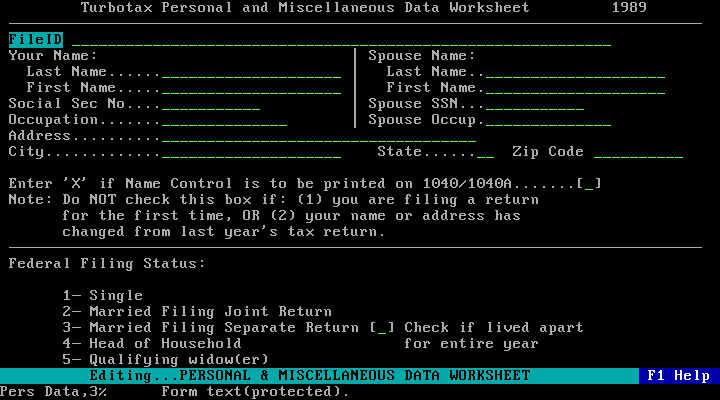 Turbotax Personal and Miscellaneous Data Worksheet 1989
FileID ____________________________________________________________
Your Name: Spouse Name:
Last Name......____________________ Last Name..____________________
First Name.....____________________ First Name.____________________
Social Sec No....___________ Spouse SSN...___________
Occupation.......______________ Spouse Occup.______________
Address..........___________________________________
City.............____________________ State......__ Zip Code __________
Enter 'X' if Name Control is to be printed on 1040/1040A.......[_]
Note: Do NOT check this box if: (1) you are filing a return
for the first time, OR (2) your name or address has
changed from last year's tax return.
Federal Filing Status:
1— Single
2— Married Filing Joint Return
3— Married Filing Separate Return [_] Check if lived apart
4— Head of Household for entire year
5— Qualifying widow(er)
Editing...PERSONAL & MISCELLANEOUS DATA WORKSHEET F1 Help
Pers Data,3% Form text(protected).